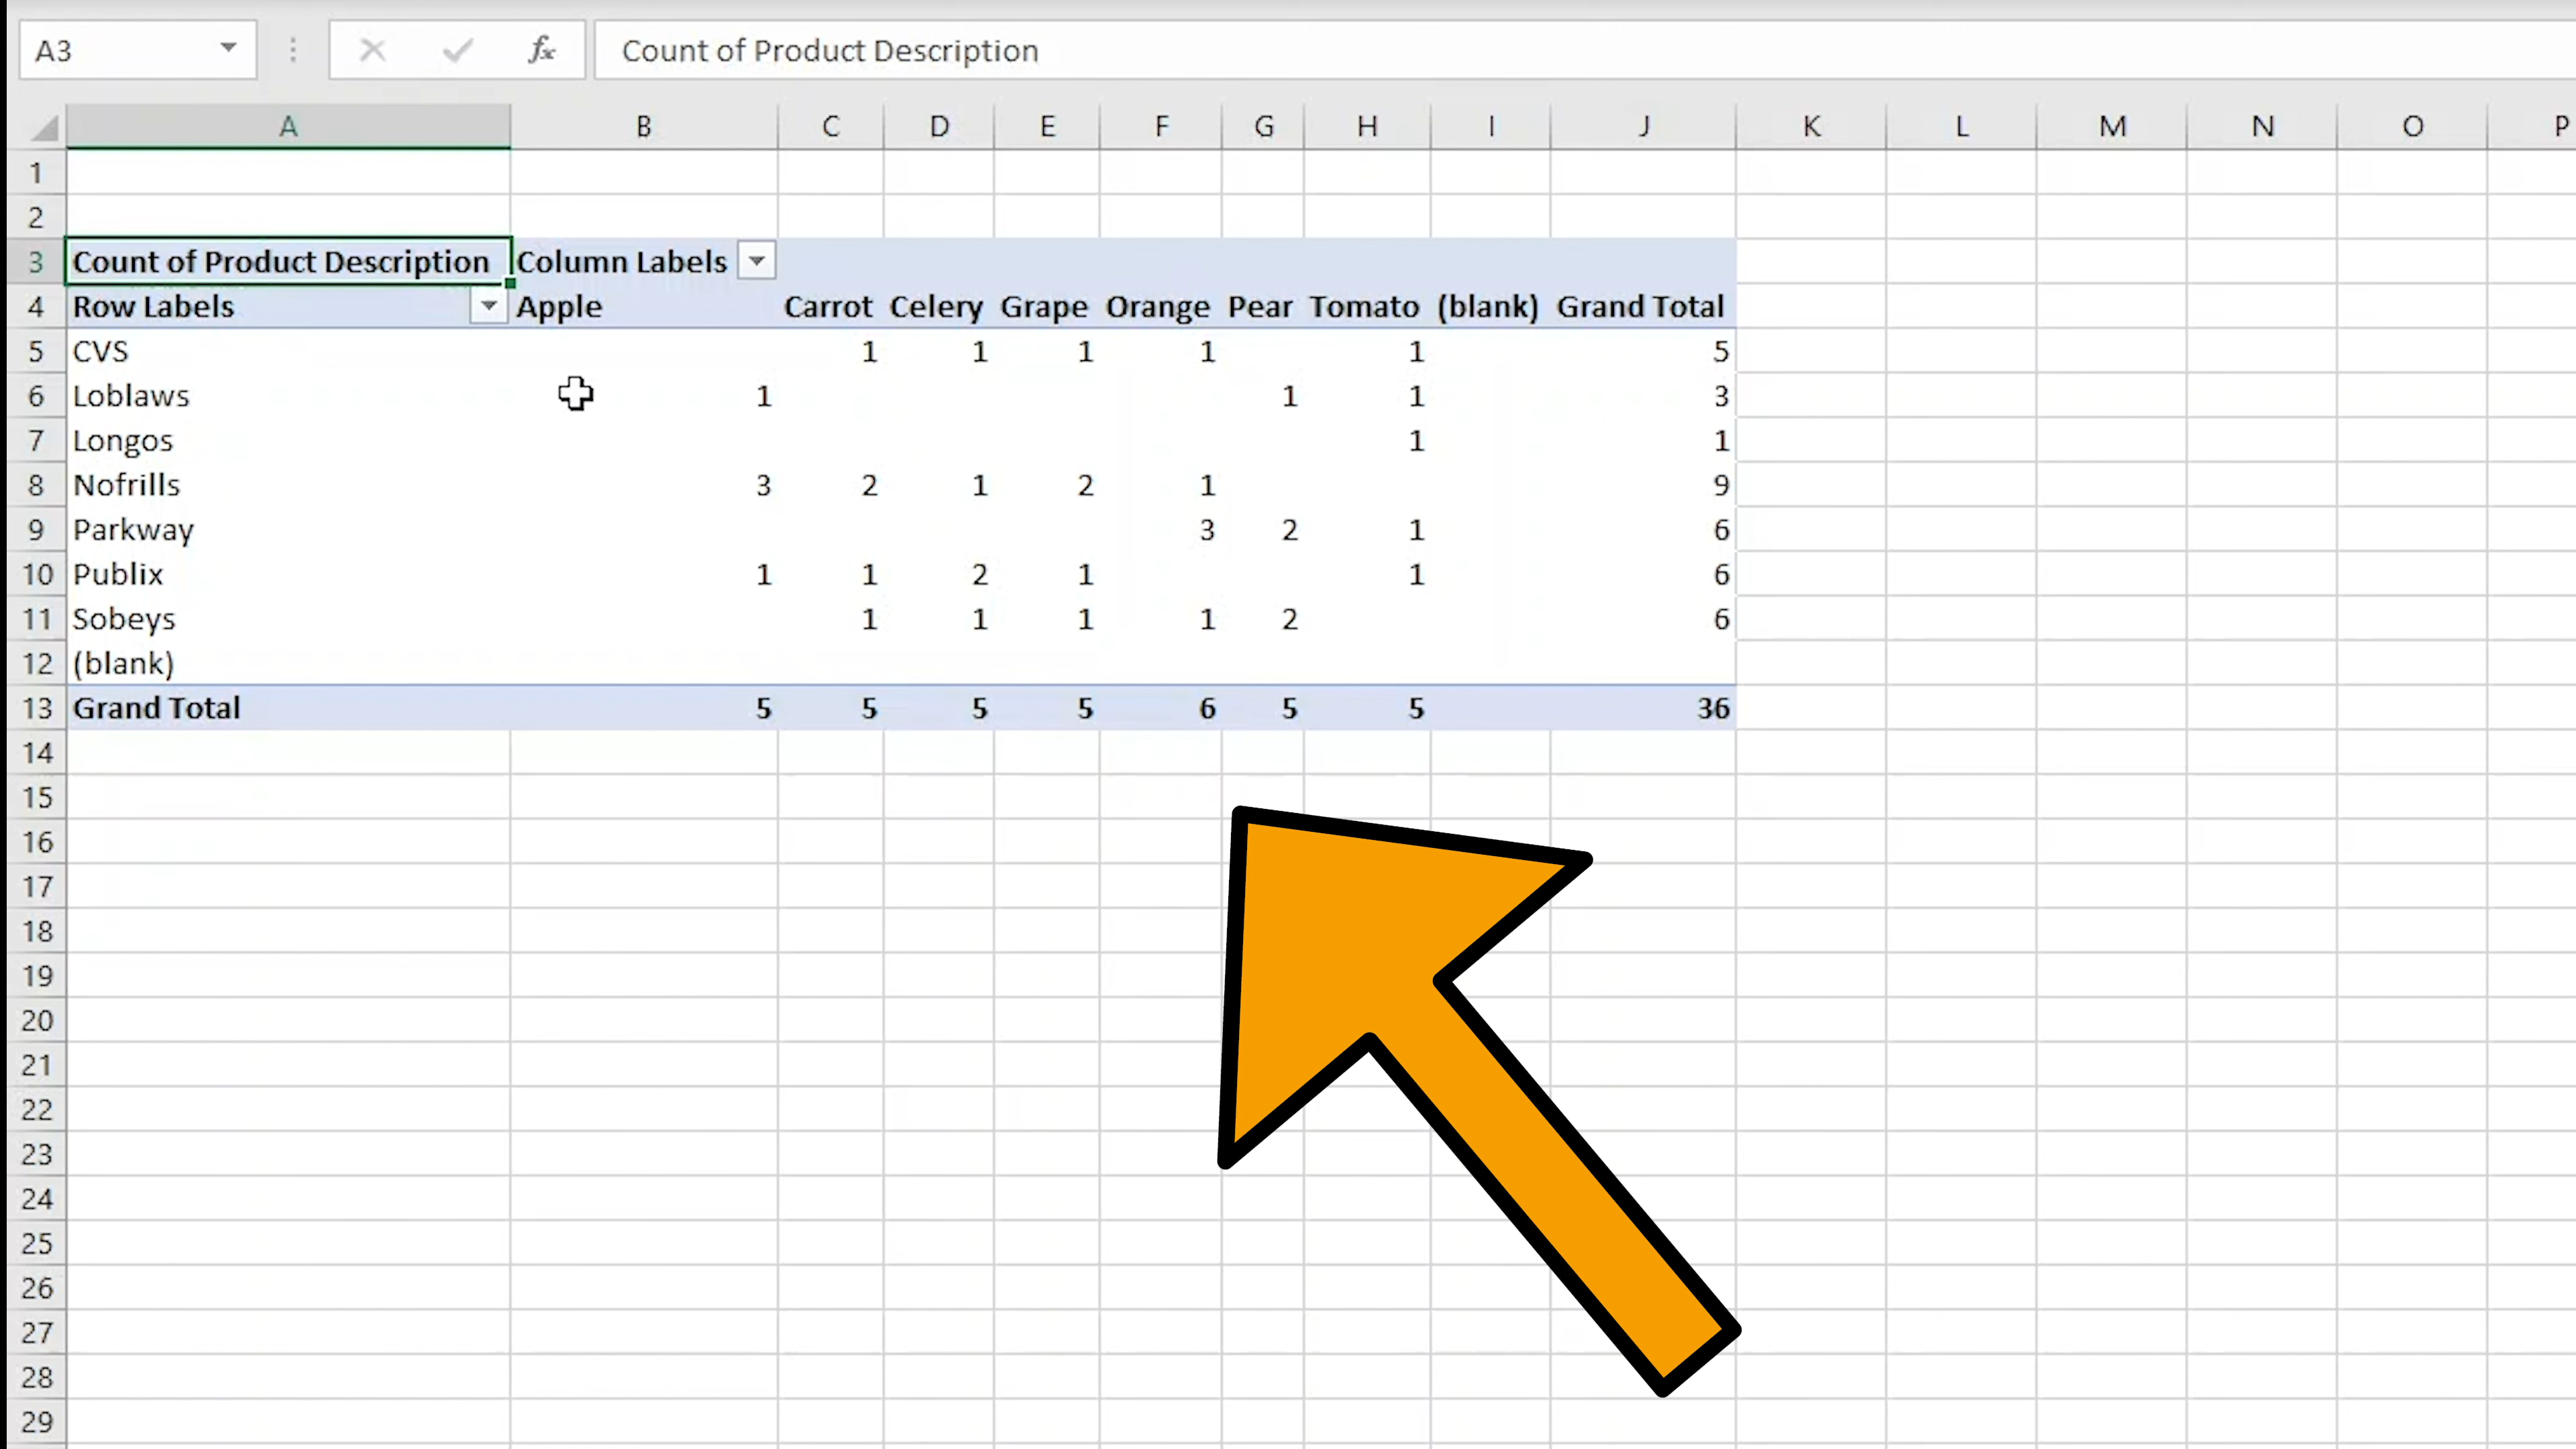 A3 fx Count of Product Description
A B C D E F G H I J K L M N O P
1
2
3 Count of Product Description Column Labels
4 Row Labels Apple Carrot Celery Grape Orange Pear Tomato (blank) Grand Total
5 CVS 1 1 1 1 1 5
6 Loblaws 1 1 1 3
7 Longos 1 1
8 Nofrills 3 2 1 2 1 9
9 Parkway 3 2 1 6
10 Publix 1 1 2 1 1 6
11 Sobeys 1 1 1 1 2 6
12 (blank)
13 Grand Total 5 5 5 5 6 5 5 36
14
15
16
17
18
19
20
21
22
23
24
25
26
27
28
29